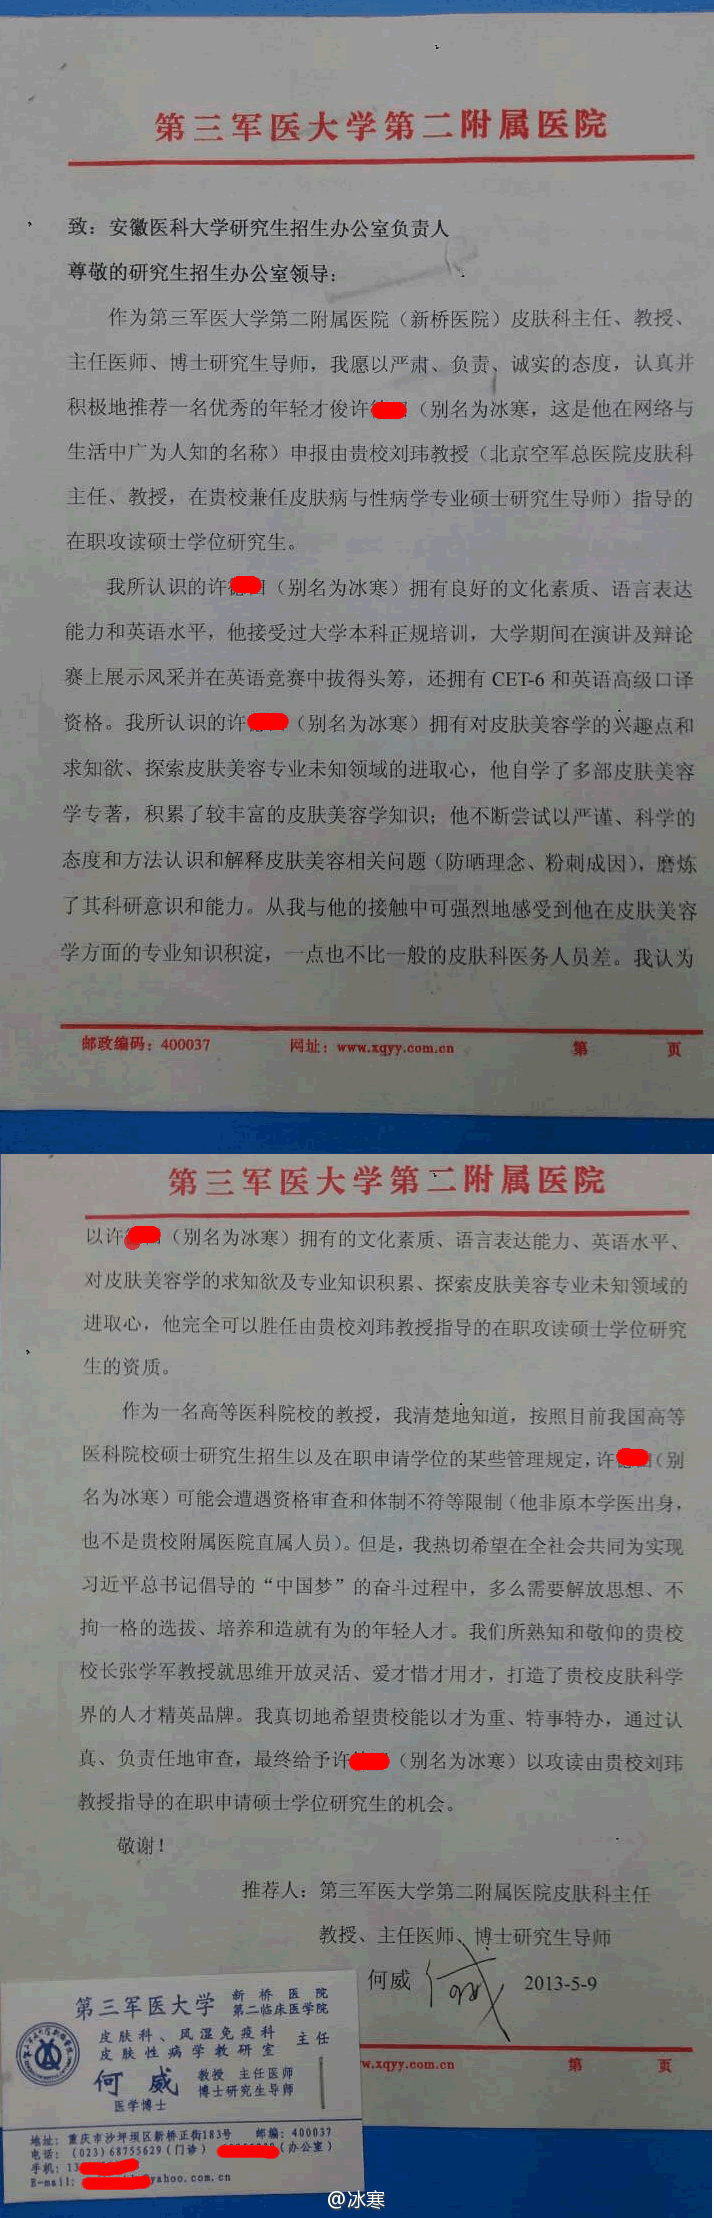 第三军医大学第二附属医院
致：安徽医科大学研究生招生办公室负责人
尊敬的研究生招生办公室领导：
作为第三军医大学第二附属医院（新桥医院）皮肤科主任、教授、
主任医师、博士研究生导师，我愿以严肃、负责、诚实的态度，认真并
积极地推荐一名优秀的年轻才俊许（别名为冰寒，这是他在网络与
生活中广为人知的名称）申报由贵校刘玮教授（北京空军总医院皮肤科
主任、教授，在贵校兼任皮肤病与性病学专业硕士研究生导师）指导的
在职攻读硕士学位研究生。
我所认识的许（别名为冰寒）拥有良好的文化素质、语言表达
能力和英语水平，他接受过大学本科正规培训，大学期间在演讲及辩论
赛上展示风采并在英语竞赛中拔得头筹，还拥有 CET-6 和英语高级口译
资格。我所认识的许（别名为冰寒）拥有对皮肤美容学的兴趣点和
求知欲、探索皮肤美容专业未知领域的进取心，他自学了多部皮肤美容
学专著，积累了较丰富的皮肤美容学知识；他不断尝试以严谨、科学的
态度和方法认识和解释皮肤美容相关问题（防晒理念、粉刺成因），磨炼
了其科研意识和能力。从我与他的接触中可强烈地感受到他在皮肤美容
学方面的专业知识积淀，一点也不比一般的皮肤科医务人员差。我认为
邮政编码：400037 网址：www.xqyy.com.cn 第 页
第三军医大学第二附属医院
以许（别名为冰寒）拥有的文化素质、语言表达能力、英语水平、
对皮肤美容学的求知欲及专业知识积累、探索皮肤美容专业未知领域的
进取心，他完全可以胜任由贵校刘玮教授指导的在职攻读硕士学位研究
生的资质。
作为一名高等医科院校的教授，我清楚地知道，按照目前我国高等
医科院校硕士研究生招生以及在职申请学位的某些管理规定，许（别
名为冰寒）可能会遭遇资格审查和体制不符等限制（他非原本学医出身，
也不是贵校附属医院直属人员）。但是，我热切希望在全社会共同为实现
习近平总书记倡导的“中国梦”的奋斗过程中，多么需要解放思想、不
拘一格的选拔、培养和造就有为的年轻人才。我们所熟知和敬仰的贵校
校长张学军教授就思维开放灵活、爱才惜才用才，打造了贵校皮肤科学
界的人才精英品牌。我真切地希望贵校能以才为重、特事特办，通过认
真、负责任地审查，最终给予许（别名为冰寒）以攻读由贵校刘玮
教授指导的在职申请硕士学位研究生的机会。
敬谢！
推荐人：第三军医大学第二附属医院皮肤科主任
教授、主任医师、博士研究生导师
何威 何威 2013-5-9
w.xqyy.com.cn 第 页
第三军医大学 新桥医院
第二临床医学院
皮肤科、风湿免疫科
皮肤性病学教研室 主任
何威 教授 主任医师
博士研究生导师
医学博士
地址：重庆市沙坪坝区新桥正街183号 邮编：400037
电话：(023)68755629(门诊) (办公室)
手机：13
E-mail: yahoo.com.cn
@冰寒